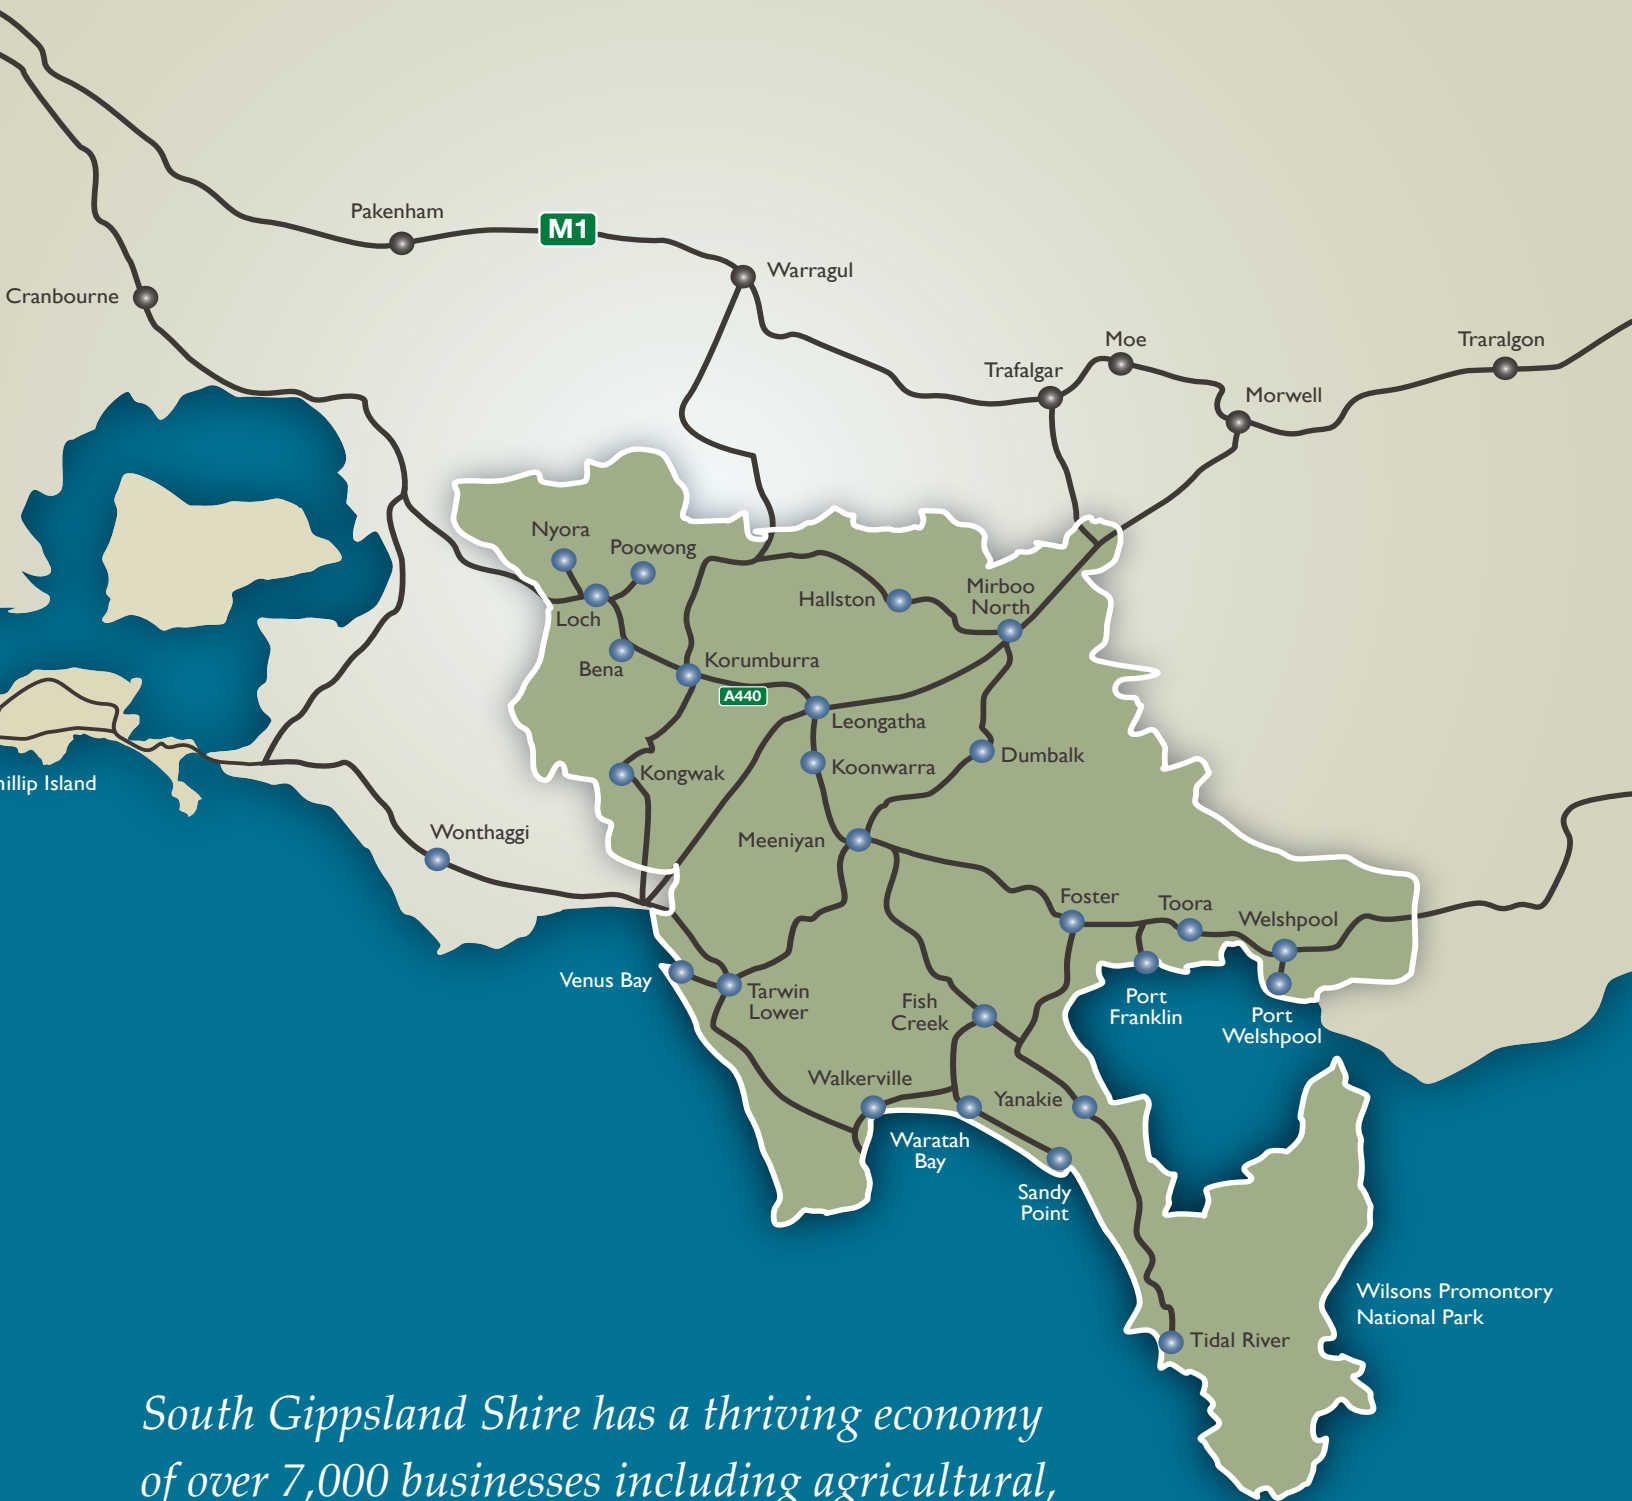 Pakenham
M1
Warragul
Cranbourne
Moe
Traralgon
Trafalgar
Morwell
Nyora
Poowong
Mirboo
North
Hallston
Loch
Bena
Korumburra
A440
Leongatha
Dumbalk
Koonwarra
Kongwak
hillip Island
Wonthaggi
Meeniyan
Foster
Toora
Welshpool
Venus Bay
Tarwin
Lower
Fish
Creek
Port
Franklin
Port
Welshpool
Walkerville
Yanakie
Waratah
Bay
Sandy
Point
Wilsons Promontory
National Park
Tidal River
South Gippsland Shire has a thriving economy
of over 7,000 businesses including agricultural,